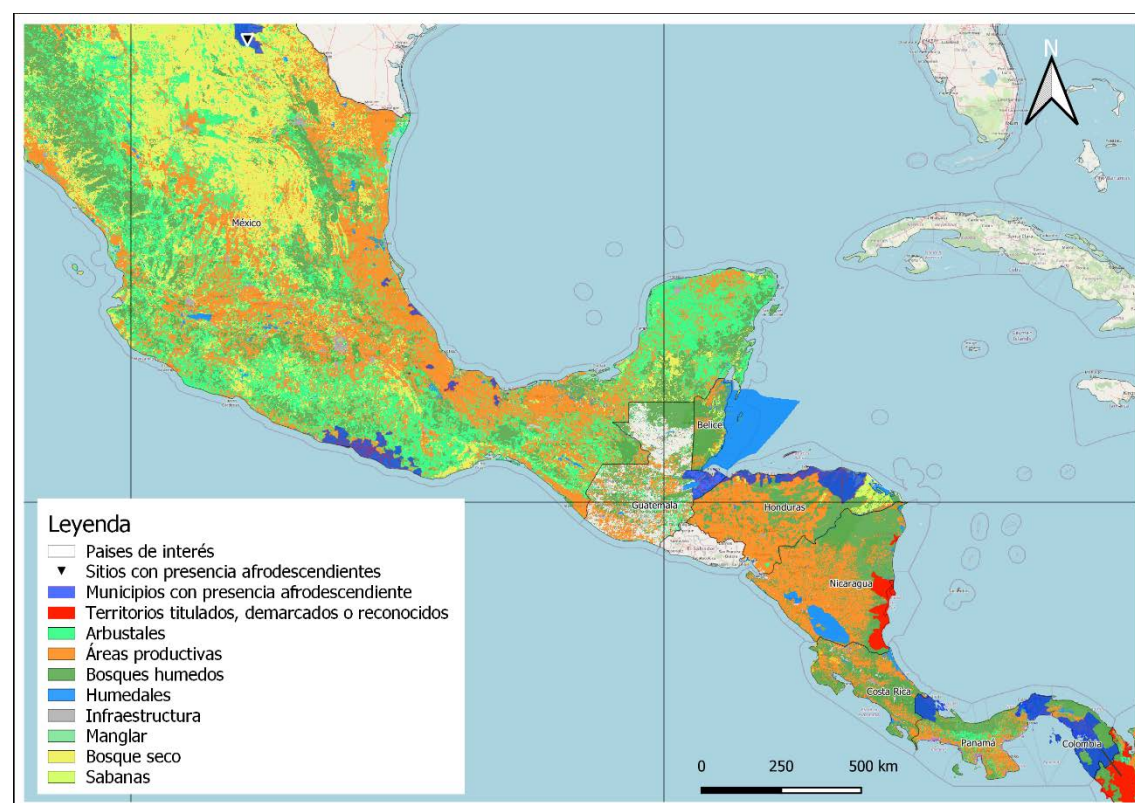 N
México
Belice
Guatemala
Honduras
Nicaragua
Costa Rica
Panamá
Colombia
Leyenda
Paises de interés
Sitios con presencia afrodescendientes
Municipios con presencia afrodescendiente
Territorios titulados, demarcados o reconocidos
Arbustales
Áreas productivas
Bosques humedos
Humedales
Infraestructura
Manglar
Bosque seco
Sabanas
0 250 500 km